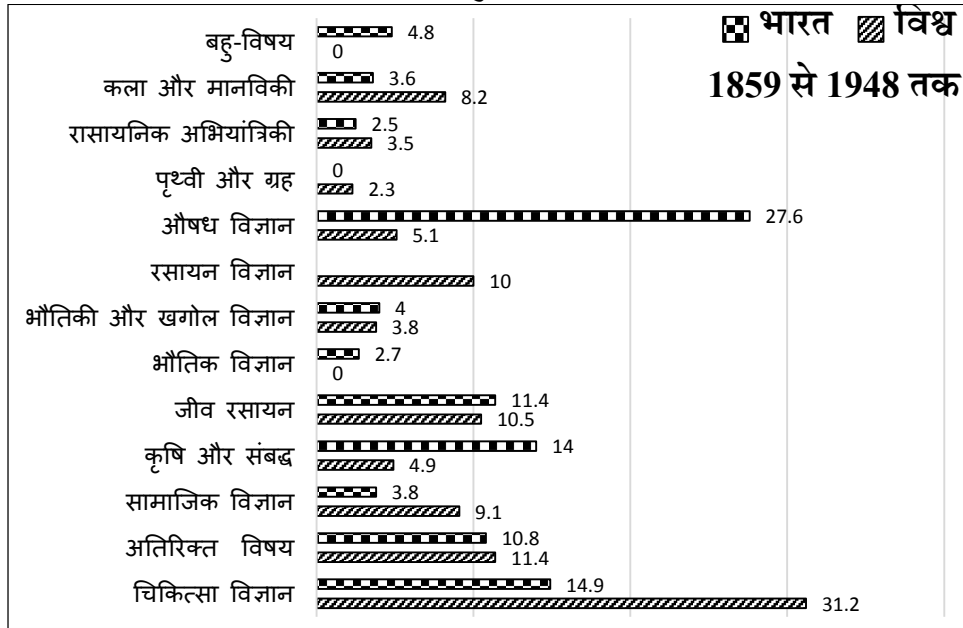 भारत विश्व
1859 से 1948 तक
बहु-विषय 4.8
0
कला और मानविकी 3.6
8.2
रासायनिक अभियांत्रिकी 2.5
3.5
पृथ्वी और ग्रह 0
2.3
औषध विज्ञान 27.6
5.1
रसायन विज्ञान
10
भौतिकी और खगोल विज्ञान 4
3.8
भौतिक विज्ञान 2.7
0
जीव रसायन 11.4
10.5
कृषि और संबद्ध 14
4.9
सामाजिक विज्ञान 3.8
9.1
अतिरिक्त विषय 10.8
11.4
चिकित्सा विज्ञान 14.9
31.2